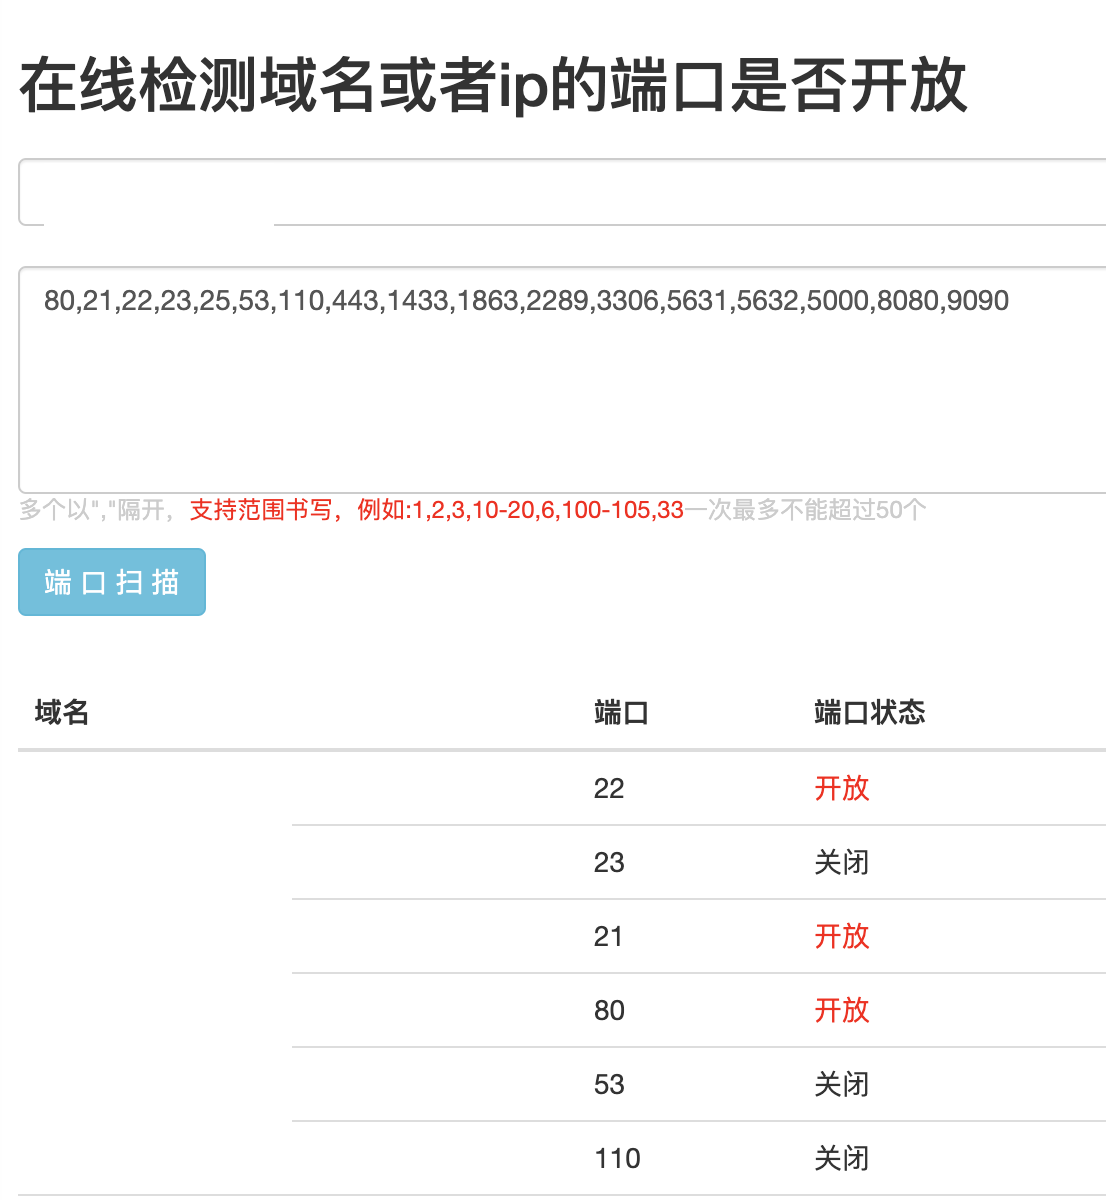 在线检测域名或者ip的端口是否开放
80,21,22,23,25,53,110,443,1433,1863,2289,3306,5631,5632,5000,8080,9090
多个以","隔开，支持范围书写，例如:1,2,3,10-20,6,100-105,33一次最多不能超过50个
端口扫描
域名 端口 端口状态
22 开放
23 关闭
21 开放
80 开放
53 关闭
110 关闭